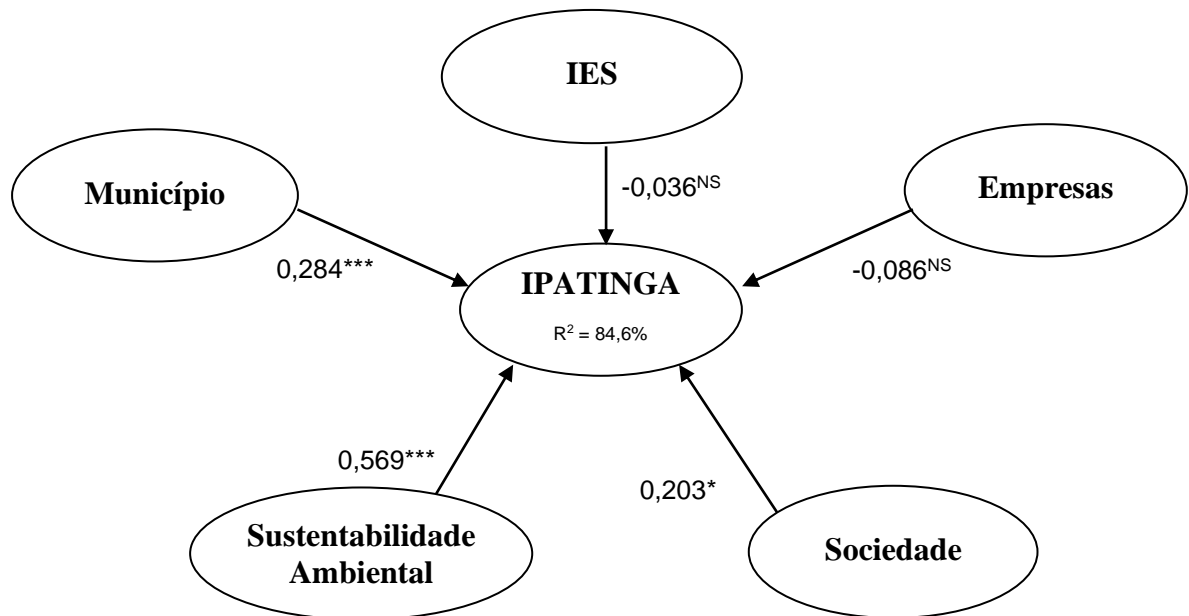 IES
Município
Empresas
-0,036NS
0,284***
-0,086NS
IPATINGA
R2 = 84,6%
0,569***
0,203*
Sustentabilidade
Ambiental
Sociedade